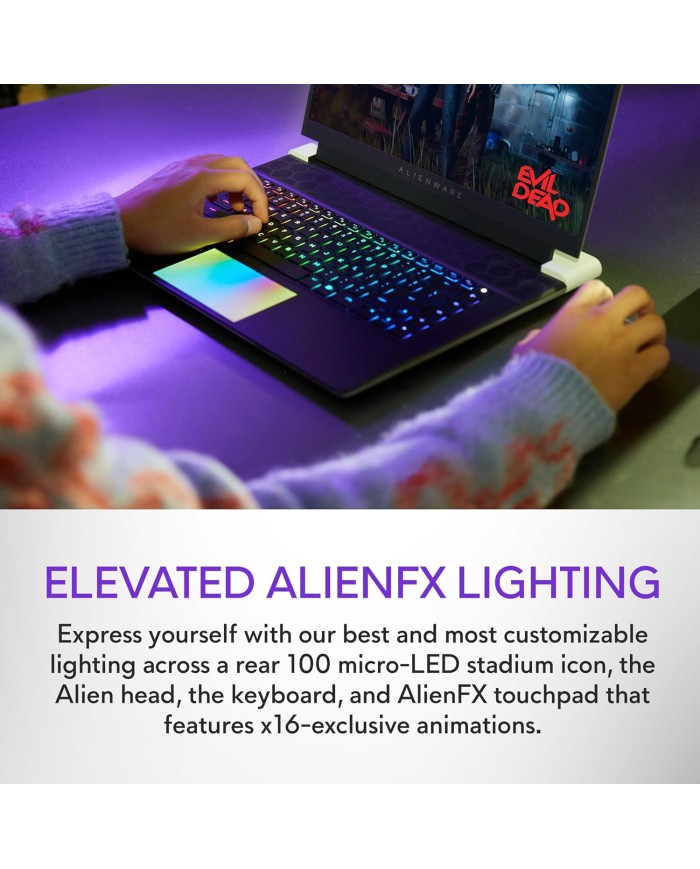 ALIENWARE
EVIL
DEAD
ELEVATED ALIENFX LIGHTING
Express yourself with our best and most customizable
lighting across a rear 100 micro-LED stadium icon, the
Alien head, the keyboard, and AlienFX touchpad that
features x16-exclusive animations.